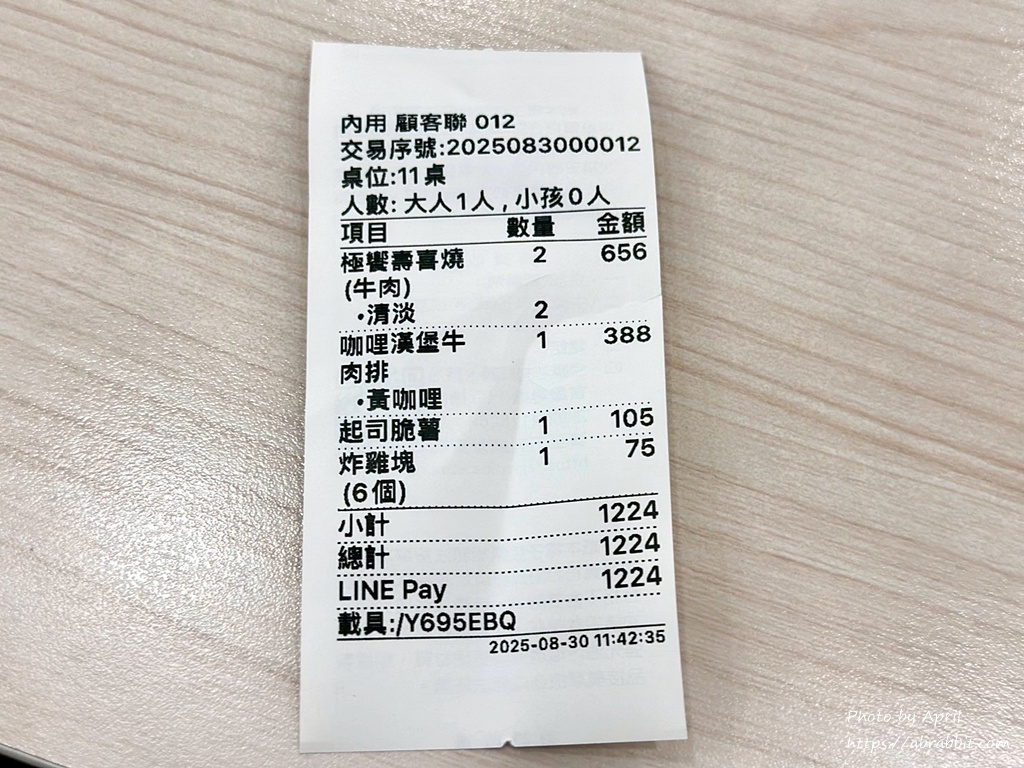 內用 顧客聯 012
交易序號:2025083000012
桌位:11桌
人數: 大人1人 , 小孩0人
項目 數量 金額
極饗壽喜燒 2 656
(牛肉)
•清淡 2
咖哩漢堡牛 1 388
肉排
•黃咖哩
起司脆薯 1 105
炸雞塊 1 75
(6個)
小計 1224
總計 1224
LINE Pay 1224
載具:/Y695EBQ
2025-08-30 11:42:35
Photo by April
https://abrabbit.com